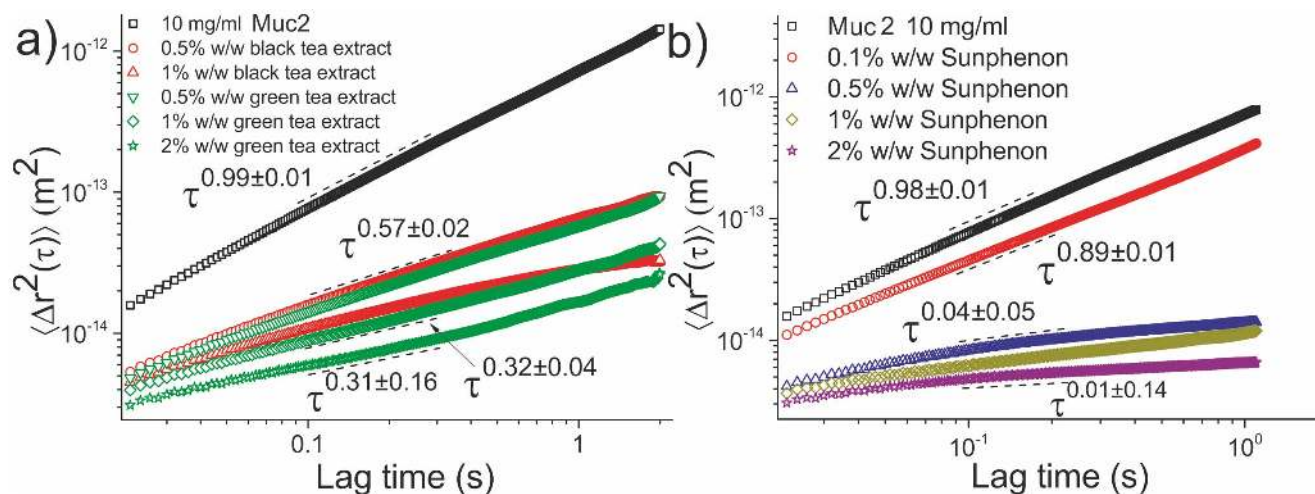 a)
10 mg/ml Muc2
0.5% w/w black tea extract
1% w/w black tea extract
0.5% w/w green tea extract
1% w/w green tea extract
2% w/w green tea extract
10⁻¹²
10⁻¹³
10⁻¹⁴
⟨Δr²(τ)⟩ (m²)
τ^0.99±0.01
τ^0.57±0.02
τ^0.32±0.04
τ^0.31±0.16
0.1
1
Lag time (s)
b)
Muc2 10 mg/ml
0.1% w/w Sunphenon
0.5% w/w Sunphenon
1% w/w Sunphenon
2% w/w Sunphenon
10⁻¹²
10⁻¹³
10⁻¹⁴
⟨Δr²(τ)⟩ (m²)
τ^0.98±0.01
τ^0.89±0.01
τ^0.04±0.05
τ^0.01±0.14
10⁻¹
10⁰
Lag time (s)